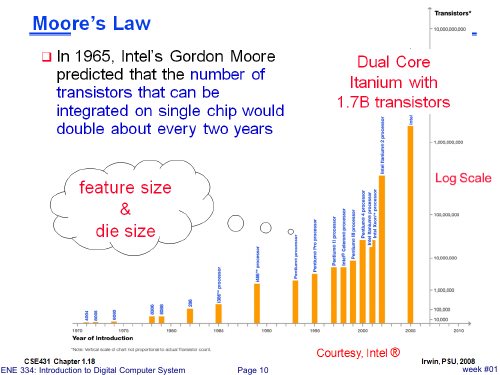 Moore's Law
Transistors*
10,000,000,000
In 1965, Intel's Gordon Moore
predicted that the number of
transistors that can be
integrated on single chip would
double about every two years
Dual Core
Itanium with
1.7B transistors
feature size
&
die size
Log Scale
1,000,000,000
100,000,000
10,000,000
1,000,000
100,000
10,000
4004
8008
8080
8086
8088
286
i386™ processor
i486™ processor
Pentium® processor
Pentium® Pro processor
Pentium® II processor
Intel® Celeron® processor
Pentium® III processor
Pentium® 4 processor
Intel Itanium® processor
Intel Xeon™ processor
Intel Itanium® 2 processor
Intel
1970
1975
1980
1985
1990
1995
2000
2005
2010
Year of Introduction
*Note: Vertical scale of chart not proportional to actual Transistor count.
Courtesy, Intel ®
CSE431 Chapter 1.18
Irwin, PSU, 2008
ENE 334: Introduction to Digital Computer System
Page 10
week #01